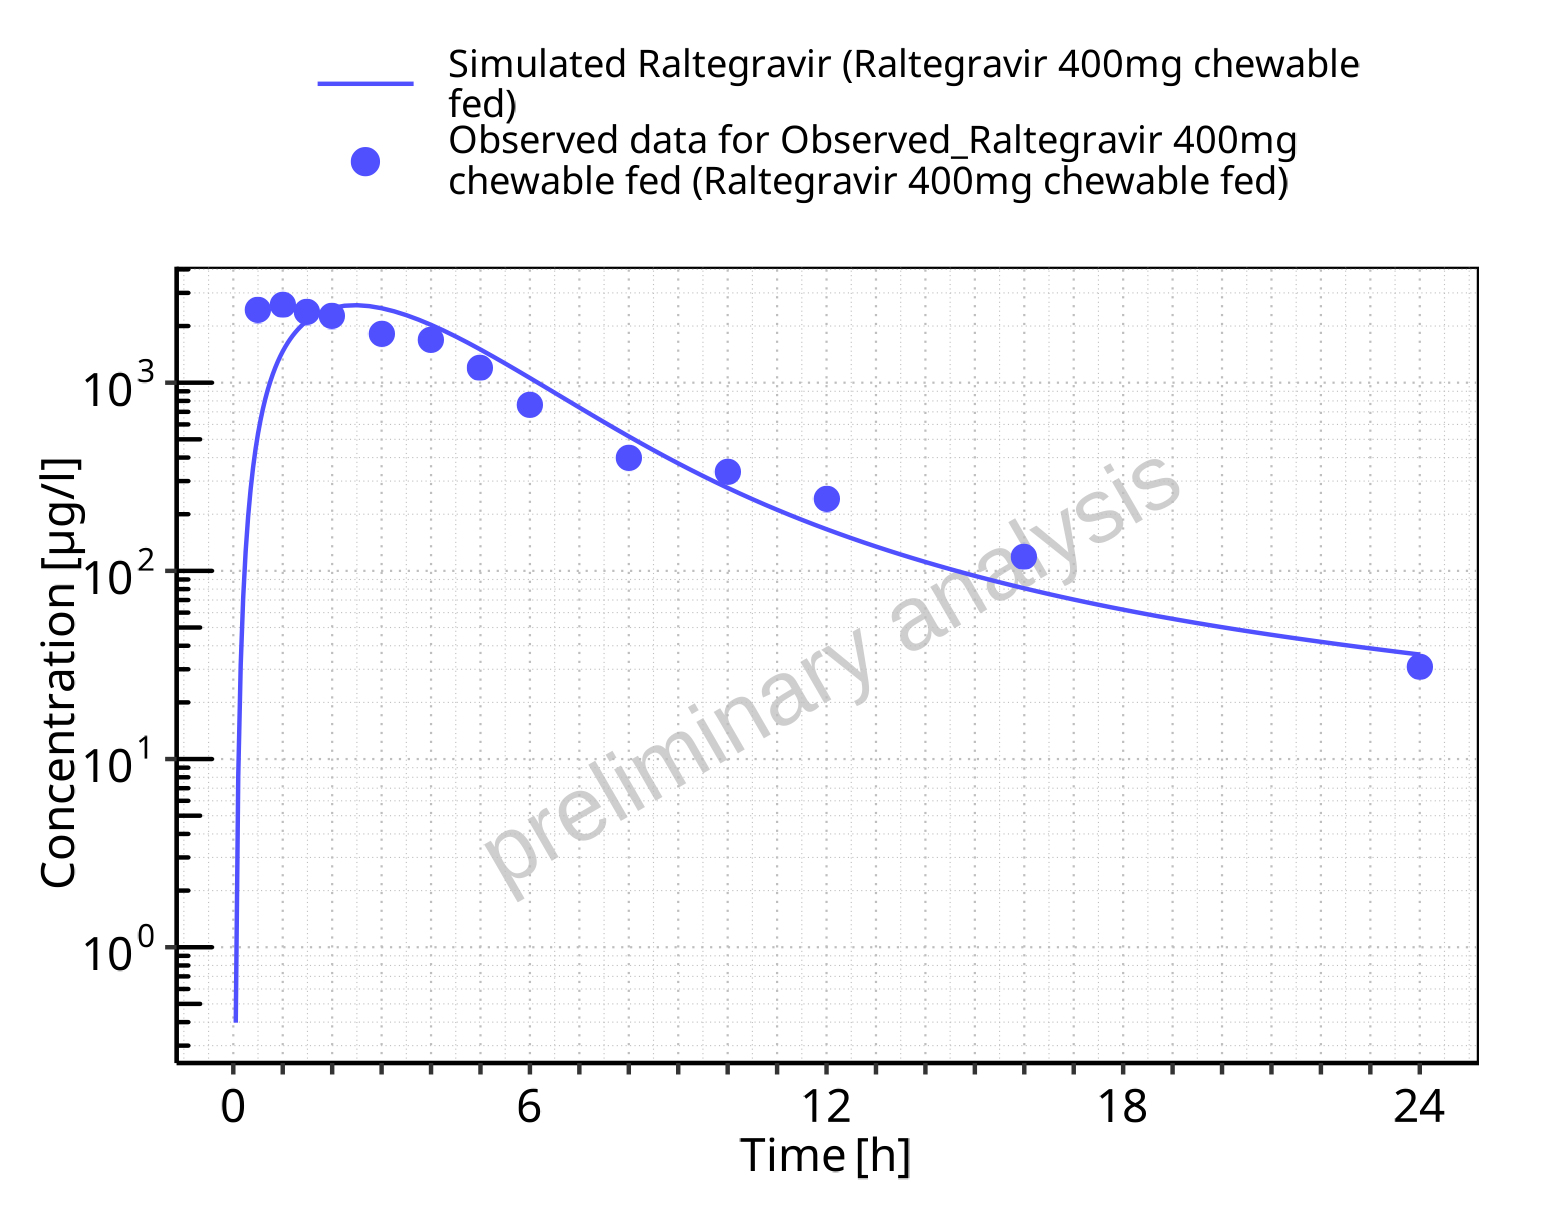 Simulated Raltegravir (Raltegravir 400mg chewable
fed)
Observed data for Observed_Raltegravir 400mg
chewable fed (Raltegravir 400mg chewable fed)
10³
10²
10¹
10⁰
Concentration [µg/l]
preliminary analysis
0 6 12 18 24
Time [h]